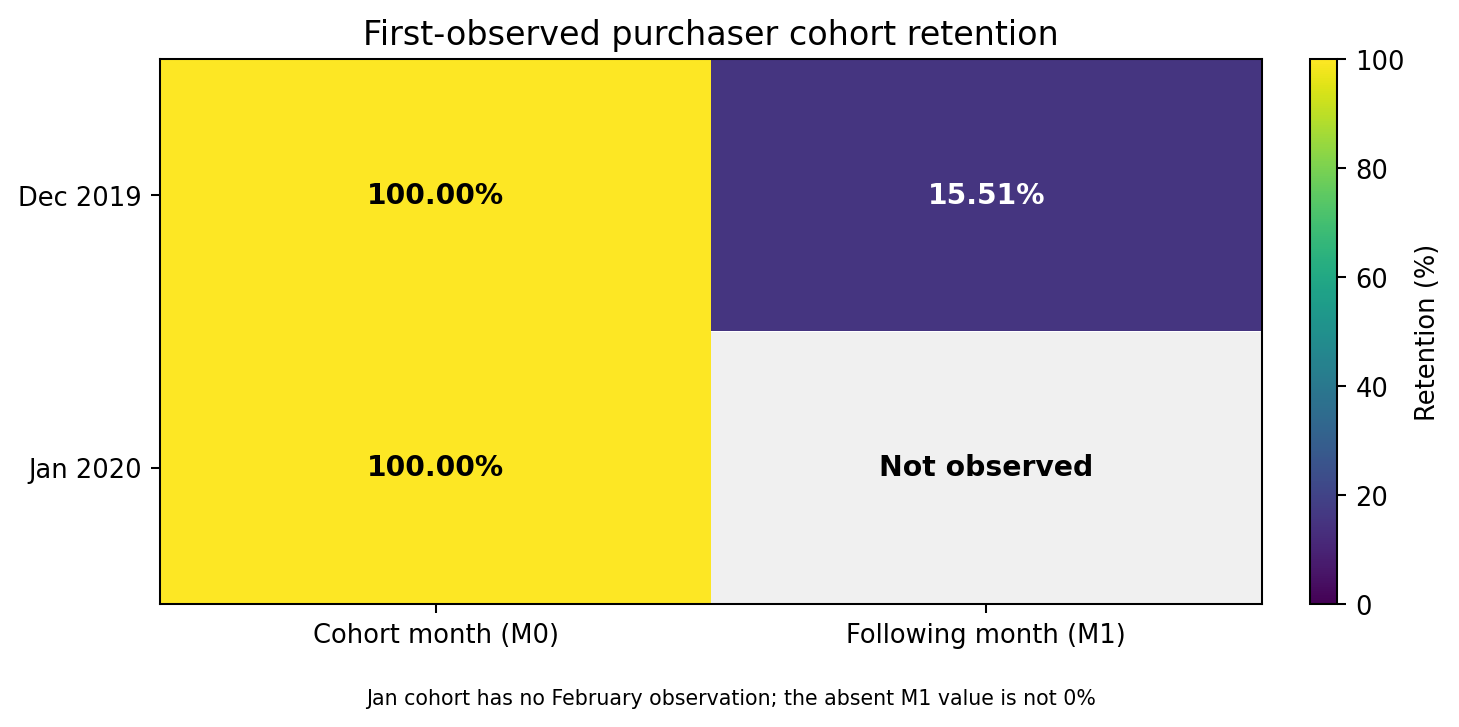 First-observed purchaser cohort retention
Dec 2019
100.00%
15.51%
Jan 2020
100.00%
Not observed
Cohort month (M0)
Following month (M1)
100
80
60
40
20
0
Retention (%)
Jan cohort has no February observation; the absent M1 value is not 0%